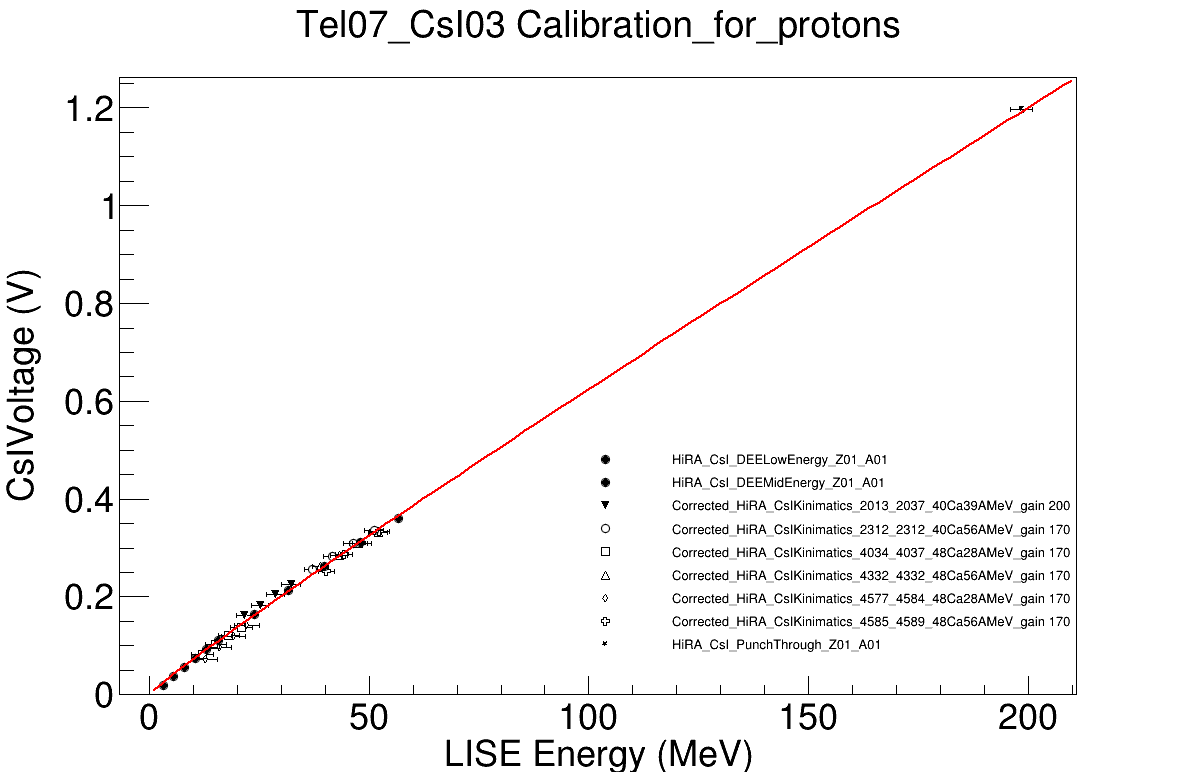 Tel07_CsI03 Calibration_for_protons
CsIVoltage (V)
1.2
1
0.8
0.6
0.4
0.2
0
HiRA_CsI_DEELowEnergy_Z01_A01
HiRA_CsI_DEEMidEnergy_Z01_A01
Corrected_HiRA_CsIKinimatics_2013_2037_40Ca39AMeV_gain 200
Corrected_HiRA_CsIKinimatics_2312_2312_40Ca56AMeV_gain 170
Corrected_HiRA_CsIKinimatics_4034_4037_48Ca28AMeV_gain 170
Corrected_HiRA_CsIKinimatics_4332_4332_48Ca56AMeV_gain 170
Corrected_HiRA_CsIKinimatics_4577_4584_48Ca28AMeV_gain 170
Corrected_HiRA_CsIKinimatics_4585_4589_48Ca56AMeV_gain 170
HiRA_CsI_PunchThrough_Z01_A01
0 50 100 150 200
LISE Energy (MeV)